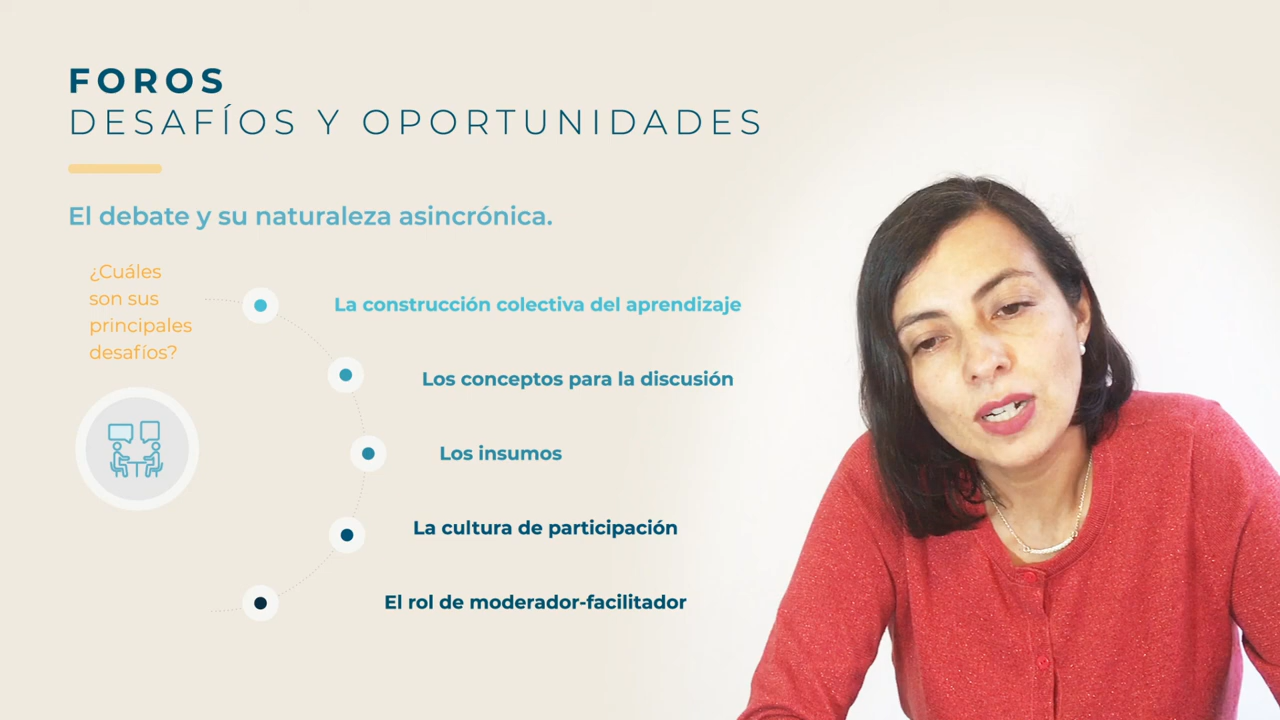 FOROS
DESAFÍOS Y OPORTUNIDADES
El debate y su naturaleza asincrónica.
¿Cuáles
son sus
principales
desafíos?
La construcción colectiva del aprendizaje
Los conceptos para la discusión
Los insumos
La cultura de participación
El rol de moderador-facilitador